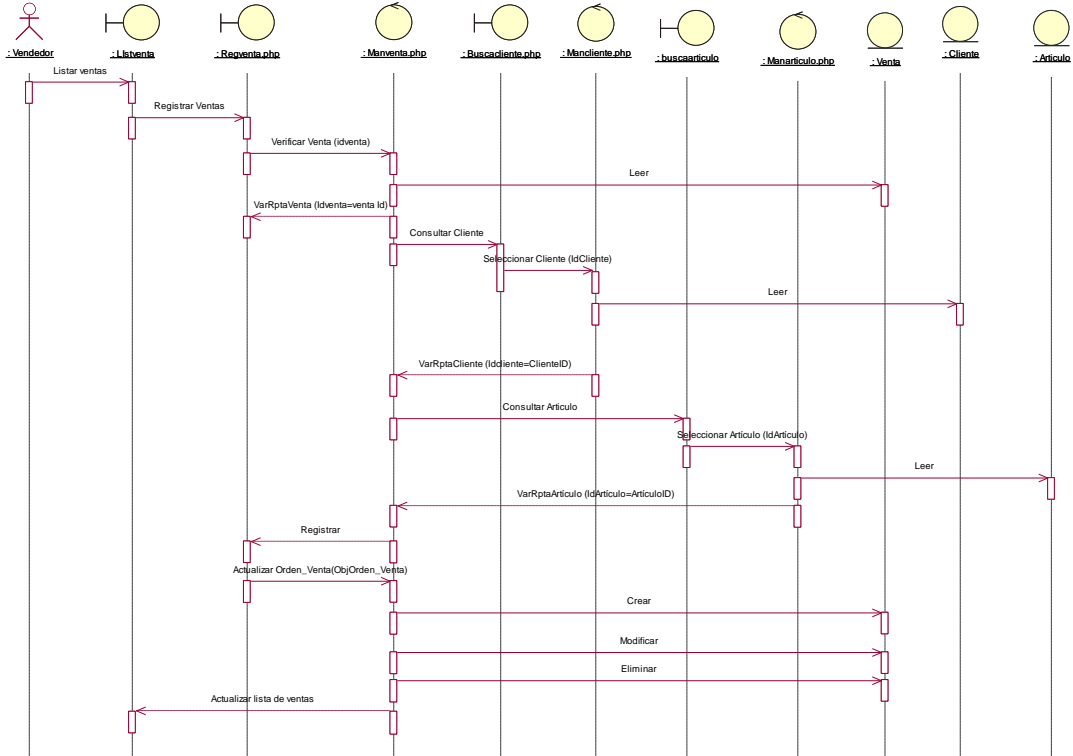 : Vendedor
: LIstventa
: Regventa.php
: Manventa.php
: Buscacliente.php
: Mancliente.php
: buscaarticulo
: Manarticulo.php
: Venta
: Cliente
: Articulo
Listar ventas
Registrar Ventas
Verificar Venta (idventa)
Leer
VarRptaVenta (Idventa=venta Id)
Consultar Cliente
Seleccionar Cliente (IdCliente)
Leer
VarRptaCliente (Idcliente=ClienteID)
Consultar Articulo
Seleccionar Artículo (IdArticulo)
Leer
VarRptaArtículo (IdArtículo=ArticuloID)
Registrar
Actualizar Orden_Venta(ObjOrden_Venta)
Crear
Modificar
Eliminar
Actualizar lista de ventas